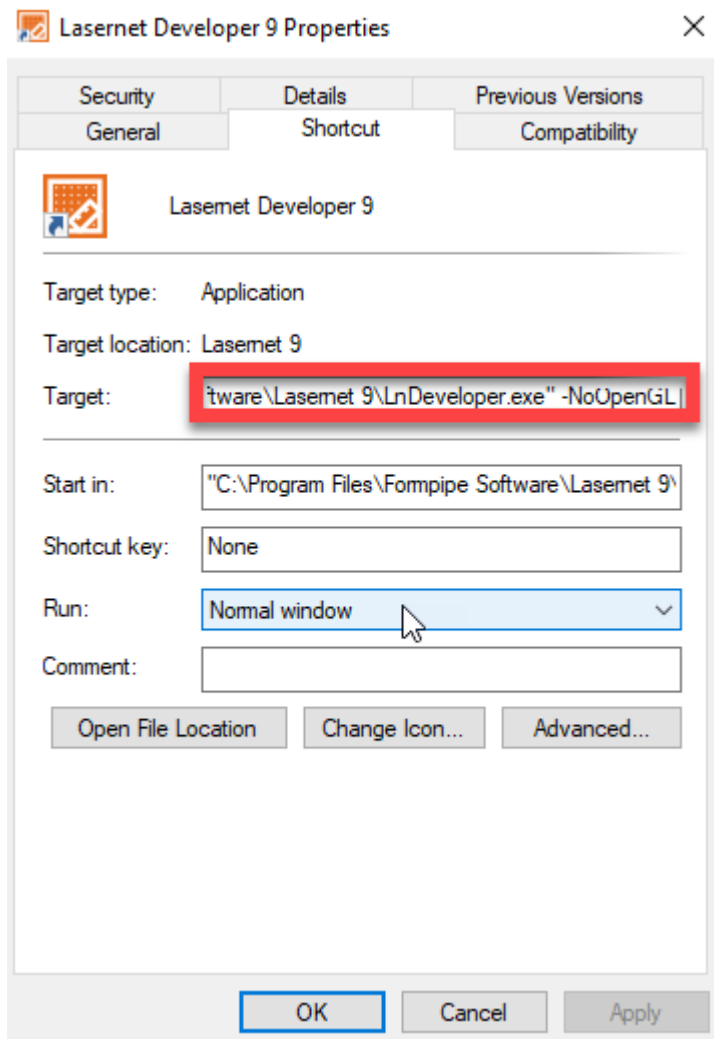 Lasernet Developer 9 Properties
Security Details Previous Versions
General Shortcut Compatibility
Lasernet Developer 9
Target type: Application
Target location: Lasernet 9
Target: tware\Lasernet 9\LnDeveloper.exe" -NoOpenGL
Start in: "C:\Program Files\Formpipe Software\Lasernet 9\
Shortcut key: None
Run: Normal window
Comment:
Open File Location Change Icon... Advanced...
OK Cancel Apply